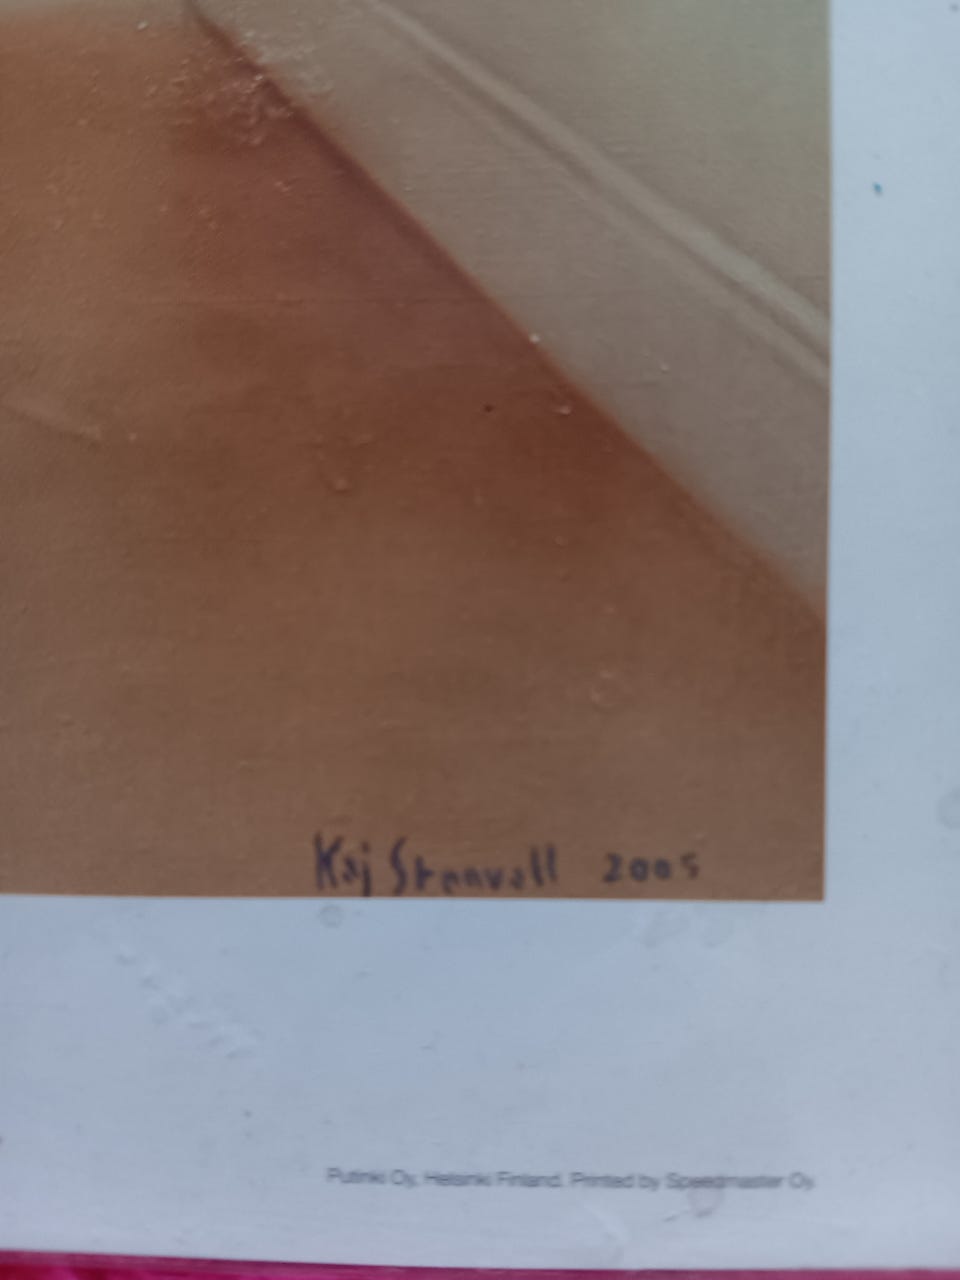 Kaj Stenvall 2005
Putinki Oy, Helsinki Finland. Printed by Speedmaster Oy